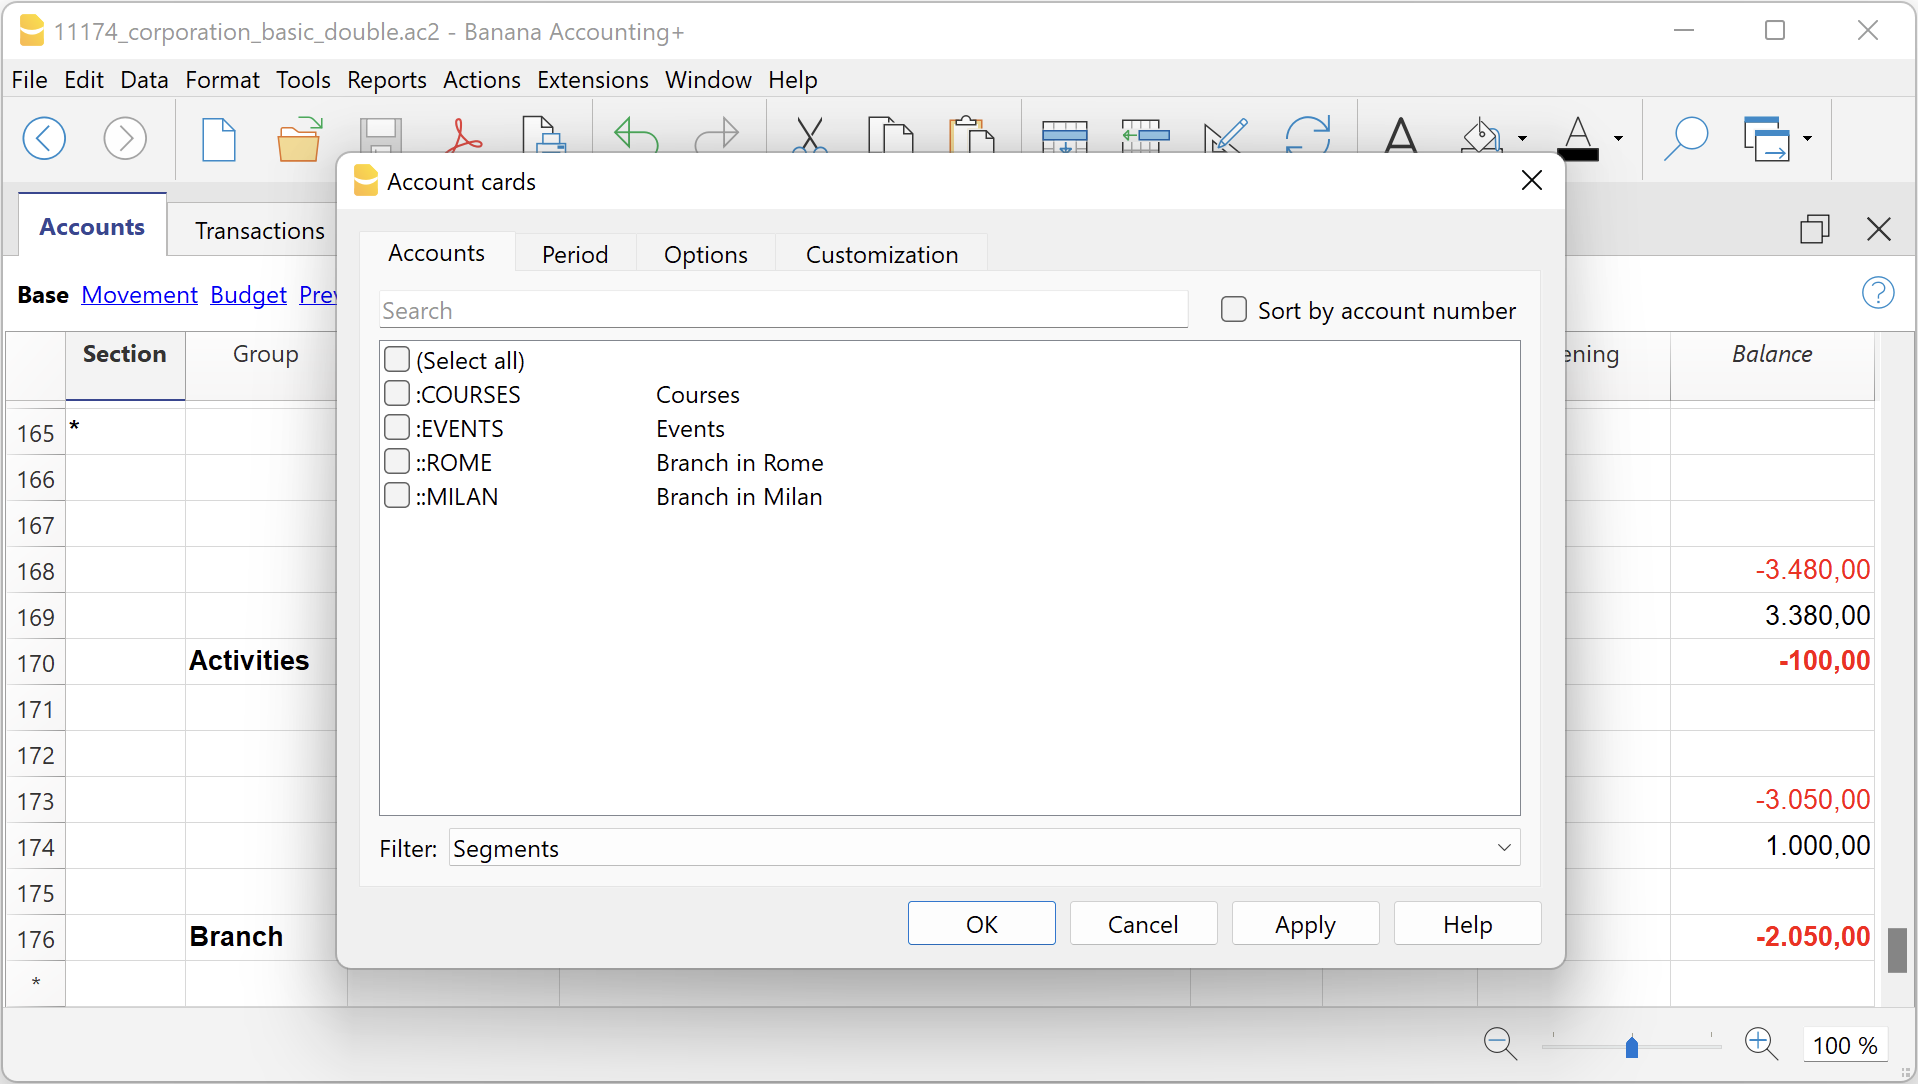 11174_corporation_basic_double.ac2 - Banana Accounting+
File Edit Data Format Tools Reports Actions Extensions Window Help
Account cards
Accounts Transactions
Accounts Period Options Customization
Base Movement Budget Prev
Search
Sort by account number
Section Group ening Balance
(Select all)
:COURSES Courses
:EVENTS Events
::ROME Branch in Rome
::MILAN Branch in Milan
165 *
166
167
168 -3.480,00
169 3.380,00
170 Activities -100,00
171
172
173 -3.050,00
174 1.000,00
175
176 Branch -2.050,00
*
Filter: Segments
OK Cancel Apply Help
100 %